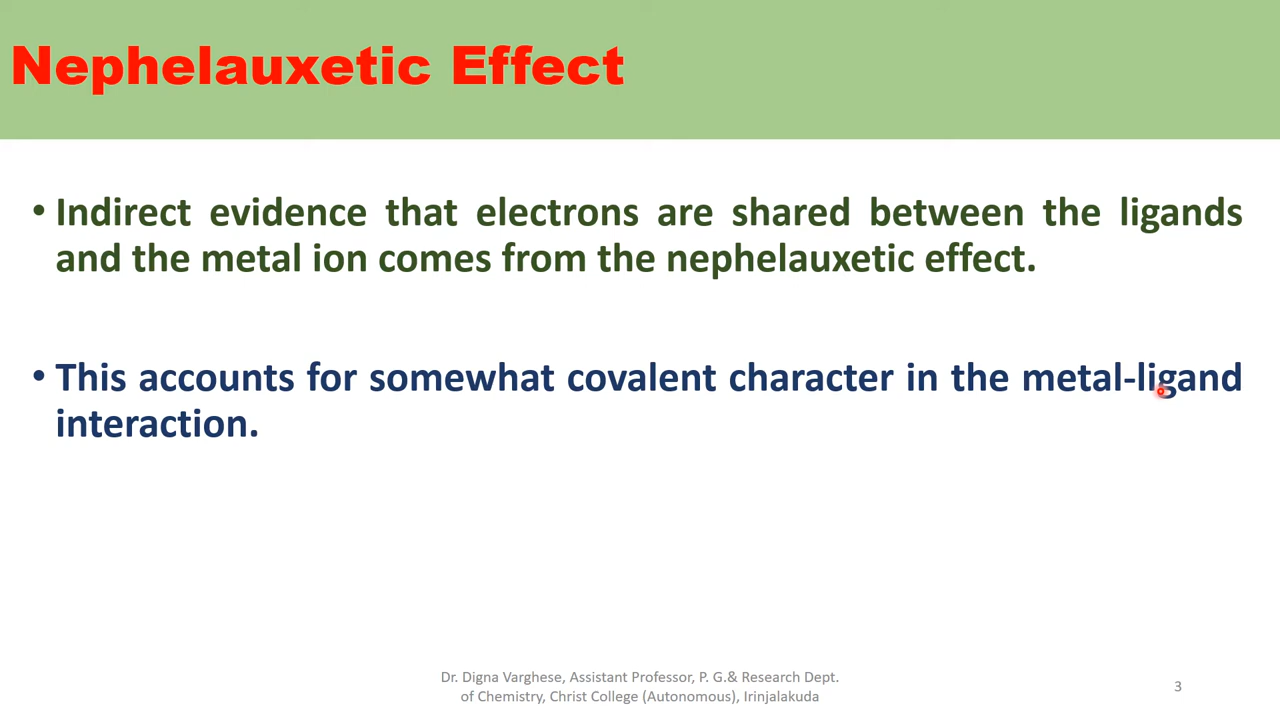 Nephelauxetic Effect
• Indirect evidence that electrons are shared between the ligands
and the metal ion comes from the nephelauxetic effect.
• This accounts for somewhat covalent character in the metal-ligand
interaction.
Dr. Digna Varghese, Assistant Professor, P. G.& Research Dept.
of Chemistry, Christ College (Autonomous), Irinjalakuda
3